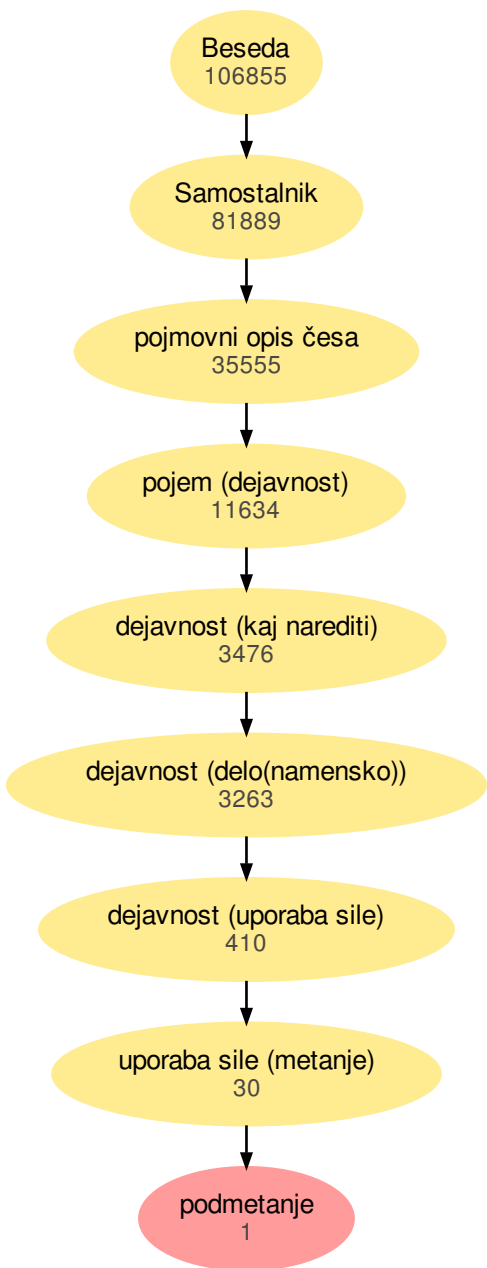 Beseda
106855
Samostalnik
81889
pojmovni opis česa
35555
pojem (dejavnost)
11634
dejavnost (kaj narediti)
3476
dejavnost (delo(namensko))
3263
dejavnost (uporaba sile)
410
uporaba sile (metanje)
30
podmetanje
1